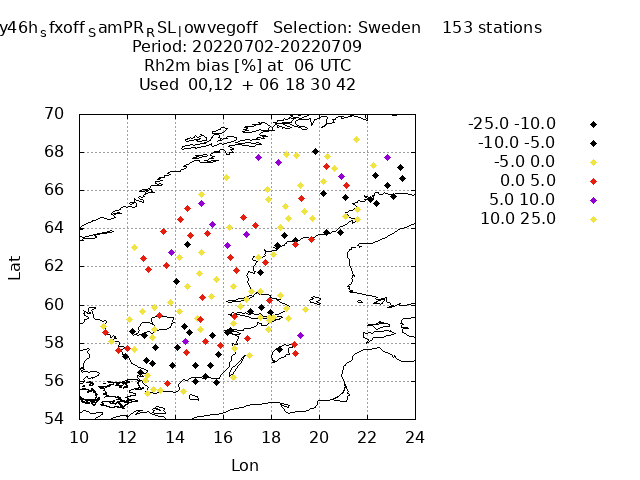 y46h_sfxoff_SamPR_RSL_lowvegoff Selection: Sweden 153 stations
Period: 20220702-20220709
Rh2m bias [%] at 06 UTC
Used 00,12 + 06 18 30 42
70
68
66
64
62
60
58
56
54
10 12 14 16 18 20 22 24
Lat
Lon
-25.0 -10.0
-10.0 -5.0
-5.0 0.0
0.0 5.0
5.0 10.0
10.0 25.0